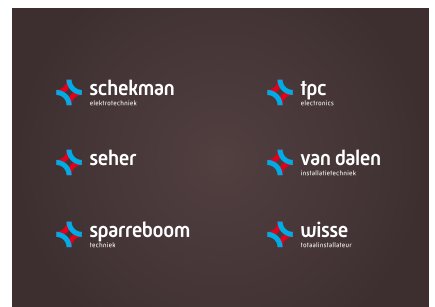 schekman
elektrotechniek
tpc
electronics
seher
van dalen
installatietechniek
sparreboom
techniek
wisse
totaalinstallateur